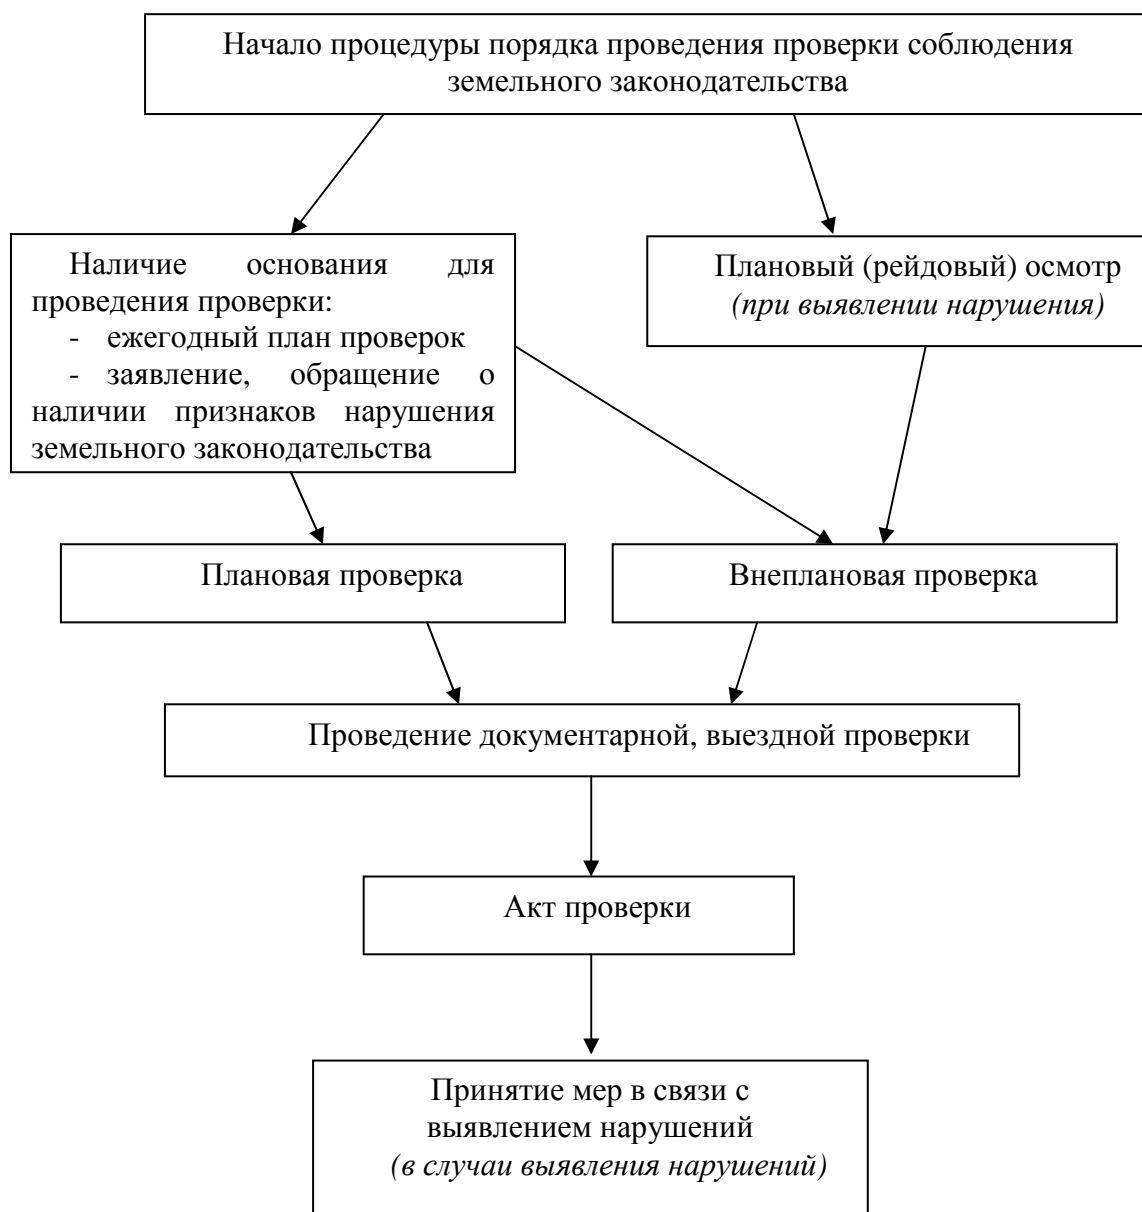 Начало процедуры порядка проведения проверки соблюдения
земельного законодательства
Наличие основания для
проведения проверки:
- ежегодный план проверок
- заявление, обращение о
наличии признаков нарушения
земельного законодательства
Плановый (рейдовый) осмотр
(при выявлении нарушения)
Плановая проверка
Внеплановая проверка
Проведение документарной, выездной проверки
Акт проверки
Принятие мер в связи с
выявлением нарушений
(в случаи выявления нарушений)